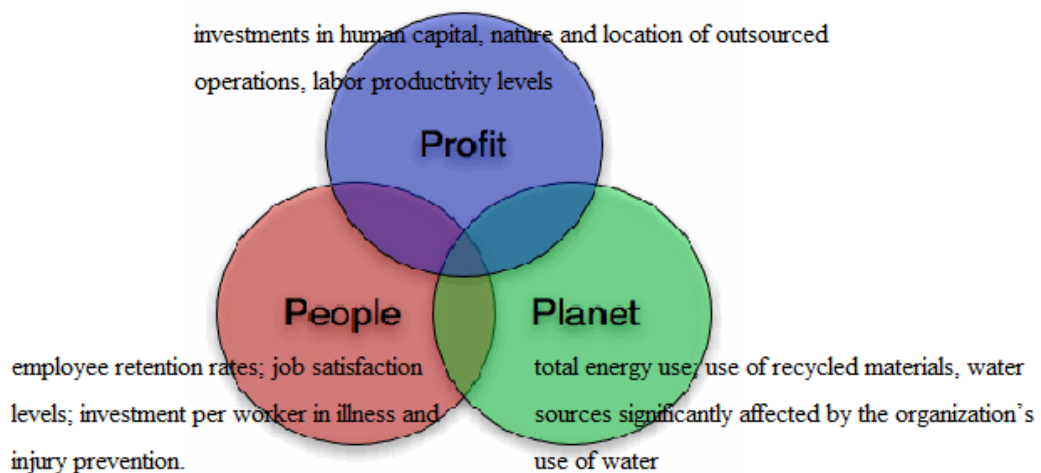 investments in human capital, nature and location of outsourced
operations, labor productivity levels
Profit
People
Planet
employee retention rates; job satisfaction
levels; investment per worker in illness and
injury prevention.
total energy use; use of recycled materials, water
sources significantly affected by the organization’s
use of water